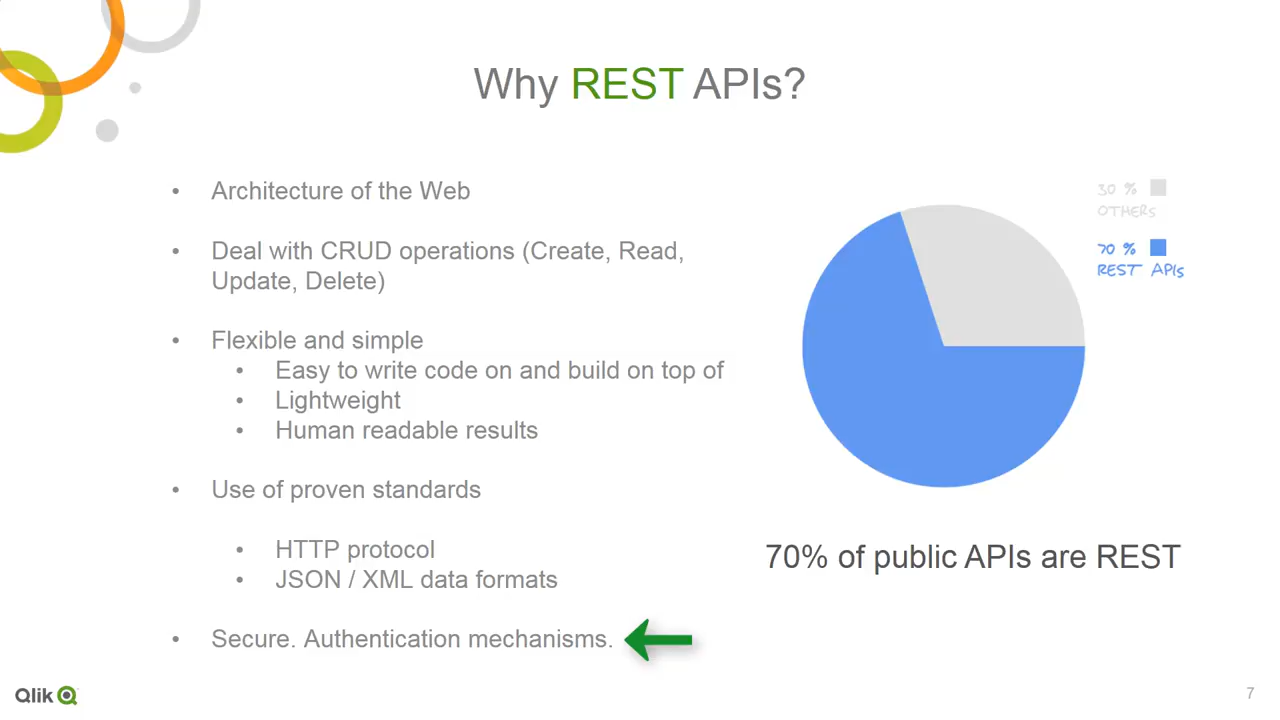 Why REST APIs?
• Architecture of the Web
• Deal with CRUD operations (Create, Read,
Update, Delete)
• Flexible and simple
• Easy to write code on and build on top of
• Lightweight
• Human readable results
• Use of proven standards
• HTTP protocol
• JSON / XML data formats
• Secure. Authentication mechanisms.
30 %
OTHERS
70 %
REST APIs
70% of public APIs are REST
Qlik
7